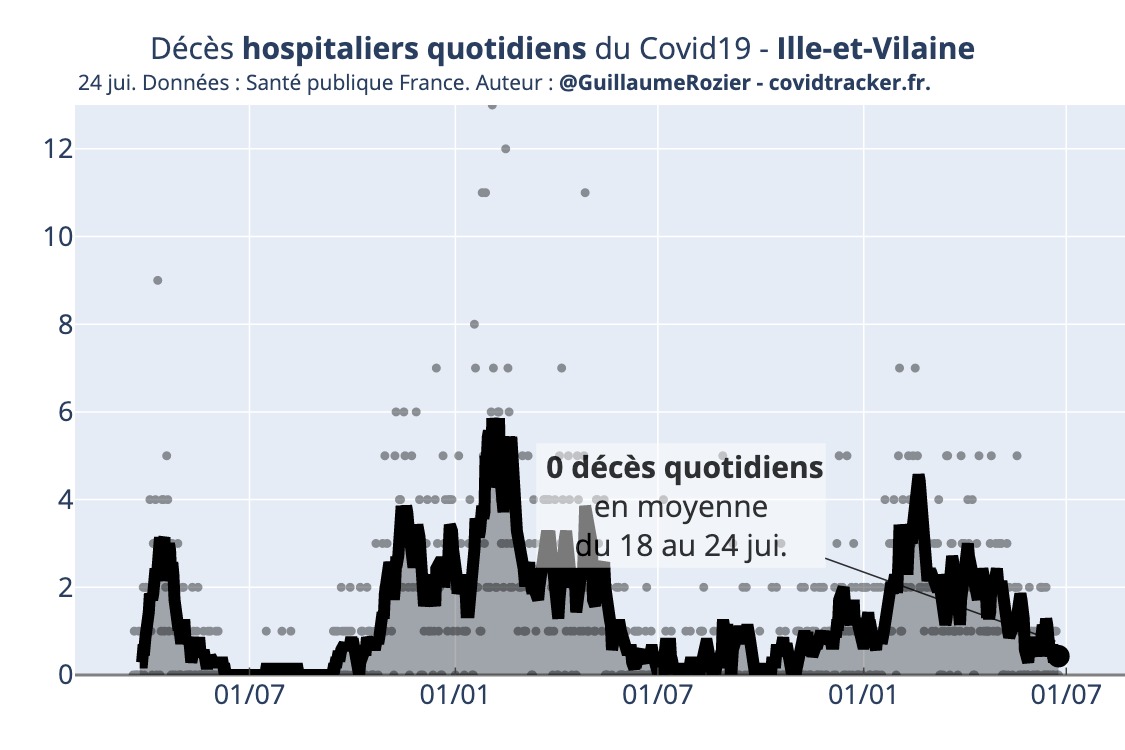 Décès hospitaliers quotidiens du Covid19 - Ille-et-Vilaine
24 jui. Données : Santé publique France. Auteur : @GuillaumeRozier - covidtracker.fr.
12
10
8
6
4
2
0
0 décès quotidiens
en moyenne
du 18 au 24 jui.
01/07 01/01 01/07 01/01 01/07